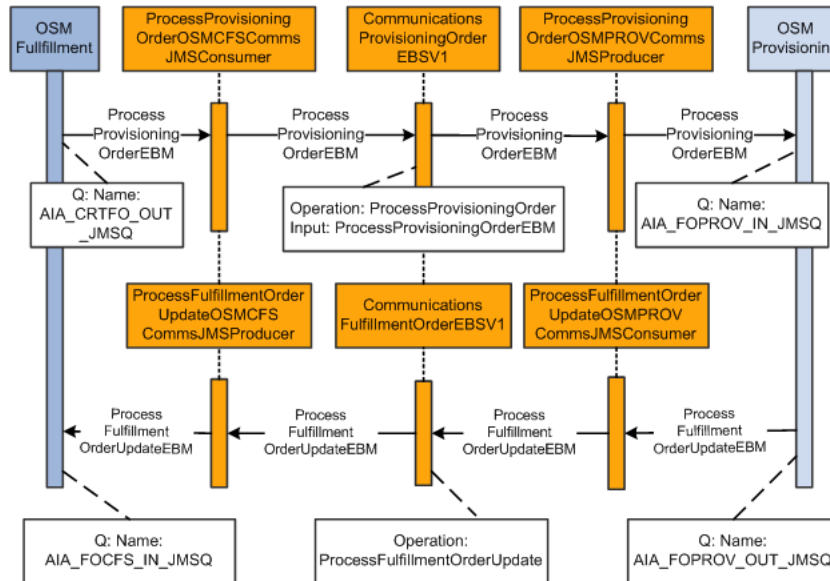 OSM
Fullfillment
ProcessProvisioning
OrderOSMCFSComms
JMSConsumer
Communications
ProvisioningOrder
EBSV1
ProcessProvisioning
OrderOSMPROVComms
JMSProducer
OSM
Provisionin
Process
Provisioning
OrderEBM
Process
Provisioning
OrderEBM
Process
Provisioning
OrderEBM
Process
Provisioning
OrderEBM
Q: Name:
AIA_CRTFO_OUT
_JMSQ
Operation: ProcessProvisioningOrder
Input: ProcessProvisioningOrderEBM
Q: Name:
AIA_FOPROV_IN_JMSQ
ProcessFulfillmentOrder
UpdateOSMCFS
CommsJMSProducer
Communications
FulfillmentOrderEBSV1
ProcessFulfillmentOrder
UpdateOSMPROV
CommsJMSConsumer
Process
Fulfillment
OrderUpdateEBM
Process
Fulfillment
OrderUpdateEBM
Process
Fulfillment
OrderUpdateEBM
Process
Fulfillment
OrderUpdateEBM
Q: Name:
AIA_FOCFS_IN_JMSQ
Operation:
ProcessFulfillmentOrderUpdate
Q: Name:
AIA_FOPROV_OUT_JMSQ